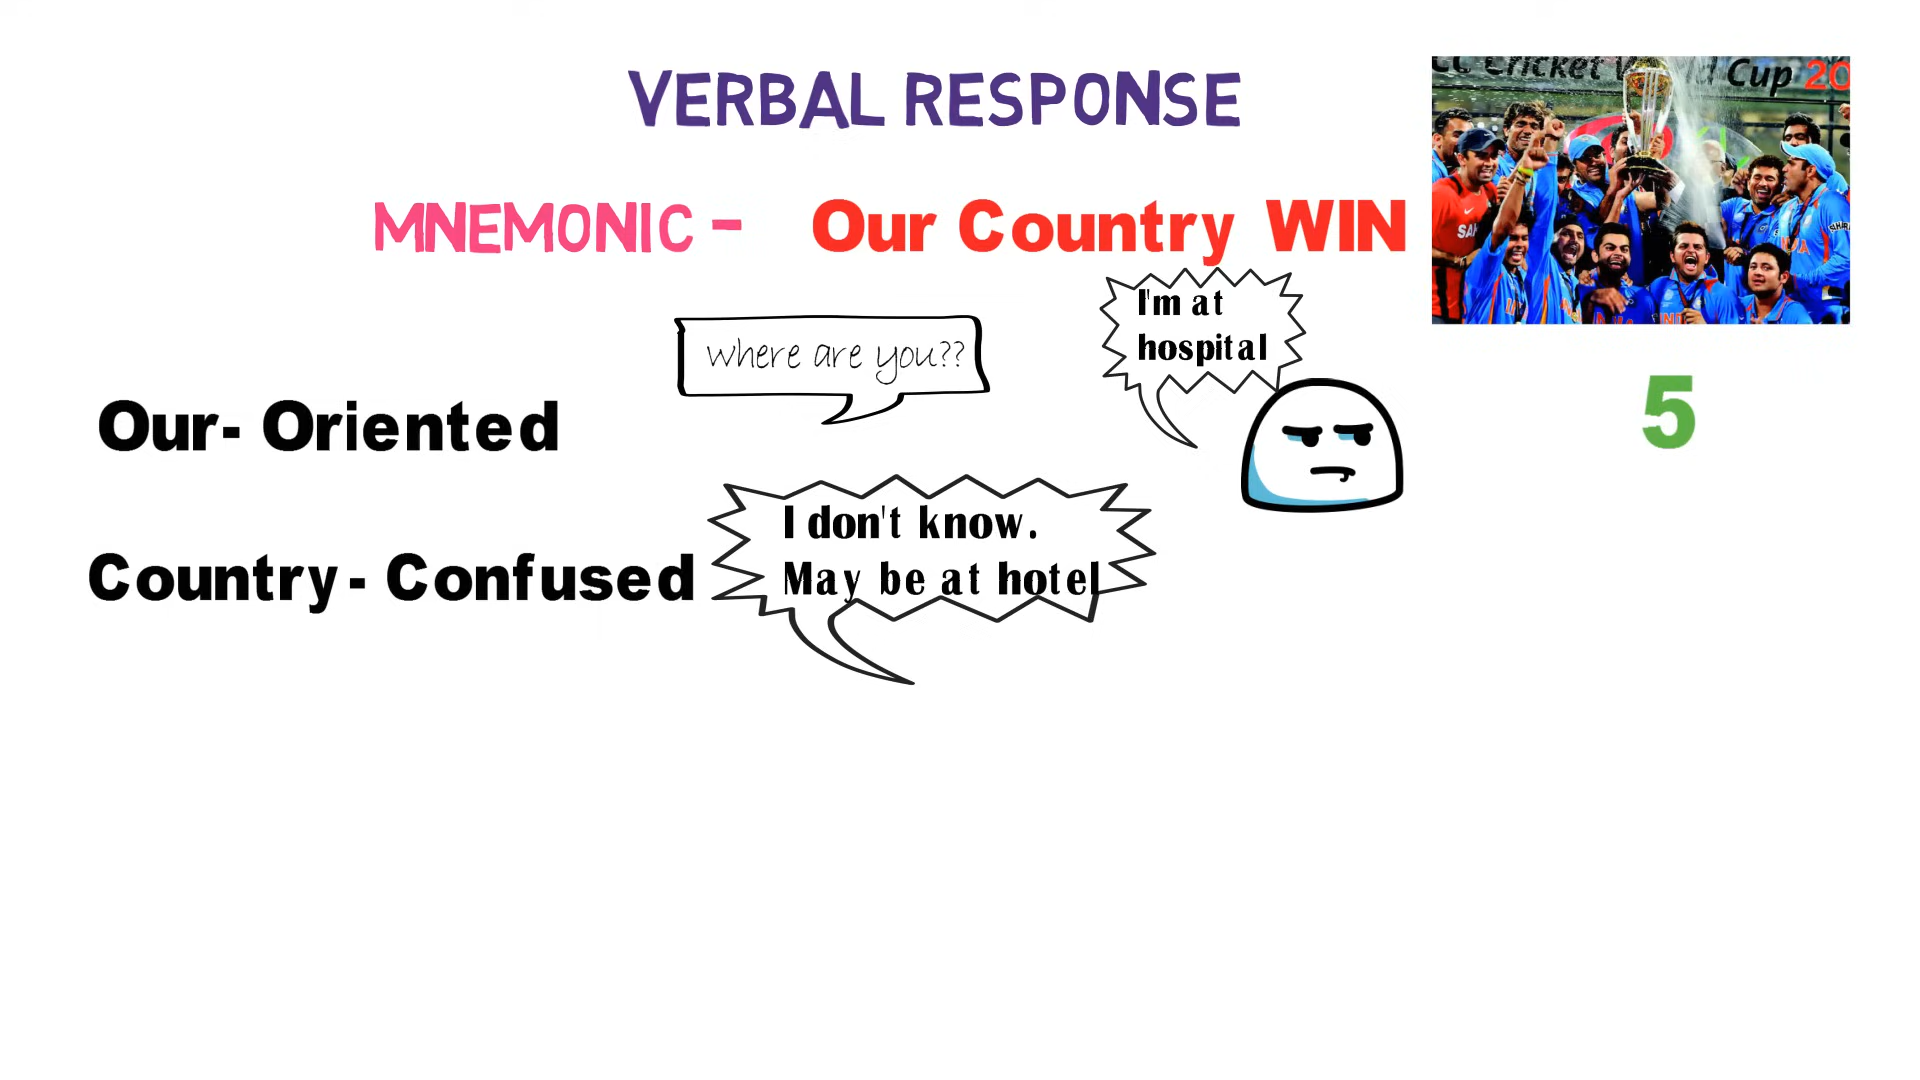 VERBAL RESPONSE
Cricket
Cup 20
MNEMONIC - Our Country WIN
I'm at
hospital
where are you??
5
Our- Oriented
I don't know.
May be at hotel
Country- Confused